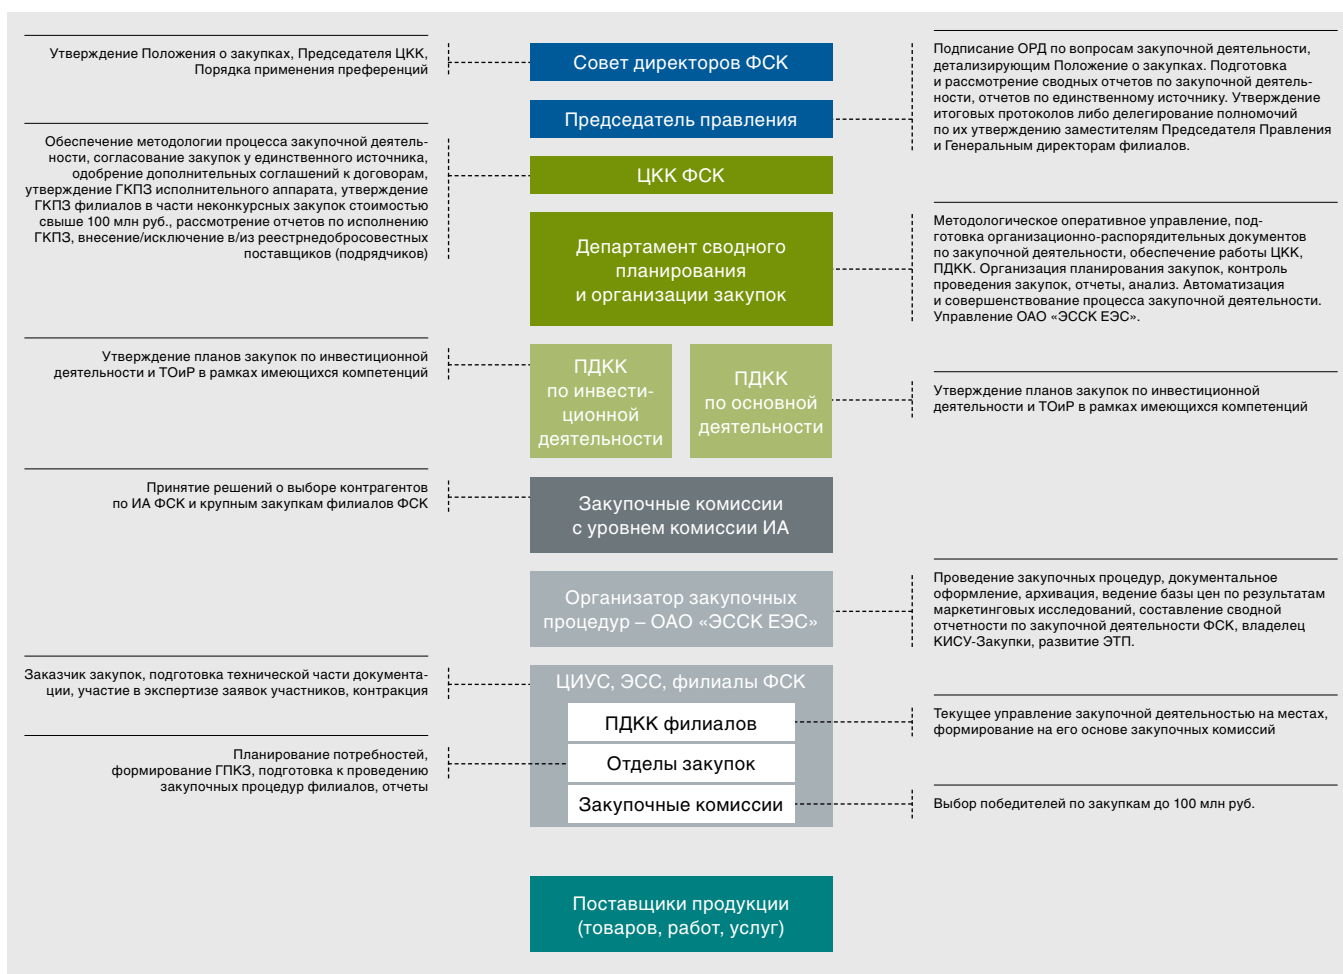 Утверждение Положения о закупках, Председателя ЦКК,
Порядка применения преференций
Совет директоров ФСК
Подписание ОРД по вопросам закупочной деятельности,
детализирующим Положение о закупках. Подготовка
и рассмотрение сводных отчетов по закупочной деятель-
ности, отчетов по единственному источнику. Утверждение
итоговых протоколов либо делегирование полномочий
по их утверждению заместителям Председателя Правления
и Генеральным директорам филиалов.
Председатель правления
Обеспечение методологии процесса закупочной деятель-
ности, согласование закупок у единственного источника,
одобрение дополнительных соглашений к договорам,
утверждение ГКПЗ исполнительного аппарата, утверждение
ГКПЗ филиалов в части неконкурсных закупок стоимостью
свыше 100 млн руб., рассмотрение отчетов по исполнению
ГКПЗ, внесение/исключение в/из реестрнедобросовестных
поставщиков (подрядчиков)
ЦКК ФСК
Департамент сводного
планирования
и организации закупок
Методологическое оперативное управление, под-
готовка организационно-распорядительных документов
по закупочной деятельности, обеспечение работы ЦКК,
ПДКК. Организация планирования закупок, контроль
проведения закупок, отчеты, анализ. Автоматизация
и совершенствование процесса закупочной деятельности.
Управление ОАО «ЭССК ЕЭС».
Утверждение планов закупок по инвестиционной
деятельности и ТОиР в рамках имеющихся компетенций
ПДКК
по инвести-
ционной
деятельности
ПДКК
по основной
деятельности
Утверждение планов закупок по инвестиционной
деятельности и ТОиР в рамках имеющихся компетенций
Принятие решений о выборе контрагентов
по ИА ФСК и крупным закупкам филиалов ФСК
Закупочные комиссии
с уровнем комиссии ИА
Организатор закупочных
процедур – ОАО «ЭССК ЕЭС»
Проведение закупочных процедур, документальное
оформление, архивация, ведение базы цен по результатам
маркетинговых исследований, составление сводной
отчетности по закупочной деятельности ФСК, владелец
КИСУ-Закупки, развитие ЭТП.
Заказчик закупок, подготовка технической части документа-
ции, участие в экспертизе заявок участников, контракция
ЦИУС, ЭСС, филиалы ФСК
ПДКК филиалов
Текущее управление закупочной деятельностью на местах,
формирование на его основе закупочных комиссий
Планирование потребностей,
формирование ГПКЗ, подготовка к проведению
закупочных процедур филиалов, отчеты
Отделы закупок
Закупочные комиссии
Выбор победителей по закупкам до 100 млн руб.
Поставщики продукции
(товаров, работ, услуг)